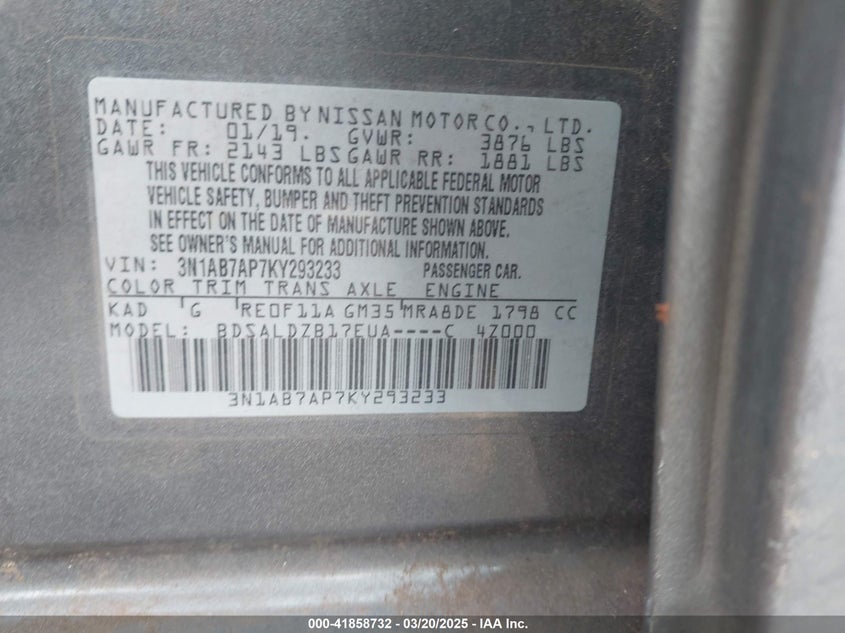 MANUFACTURED BY NISSAN MOTOR CO., LTD.
DATE: 01/19. GVWR: 3876 LBS
GAWR FR: 2143 LBS GAWR RR: 1881 LBS
THIS VEHICLE CONFORMS TO ALL APPLICABLE FEDERAL MOTOR
VEHICLE SAFETY, BUMPER AND THEFT PREVENTION STANDARDS
IN EFFECT ON THE DATE OF MANUFACTURE SHOWN ABOVE.
SEE OWNER'S MANUAL FOR ADDITIONAL INFORMATION.
VIN: 3N1AB7AP7KY293233 PASSENGER CAR.
COLOR TRIM TRANS AXLE ENGINE
KAD G RE0F11A GM35 MRA8DE 1798 CC
MODEL: BDSALDZB17EUA----C 4Z000
3N1AB7AP7KY293233
000-41858732 — 03/20/2025 - IAA Inc.